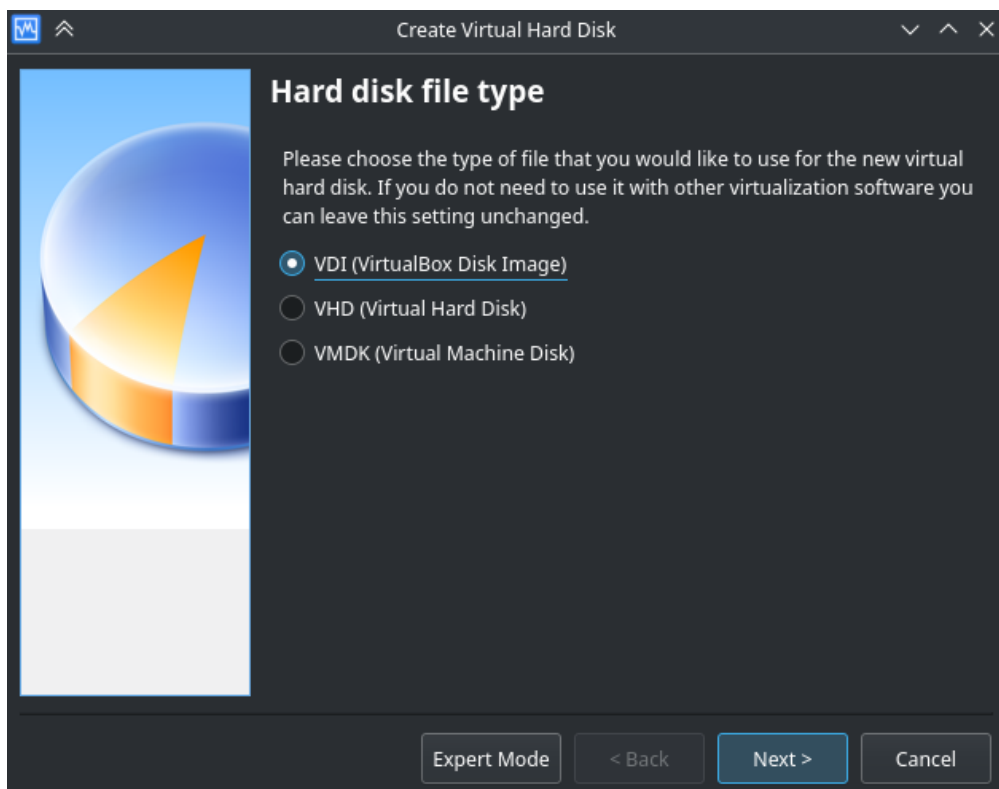 Create Virtual Hard Disk
Hard disk file type
Please choose the type of file that you would like to use for the new virtual
hard disk. If you do not need to use it with other virtualization software you
can leave this setting unchanged.
VDI (VirtualBox Disk Image)
VHD (Virtual Hard Disk)
VMDK (Virtual Machine Disk)
Expert Mode
< Back
Next >
Cancel